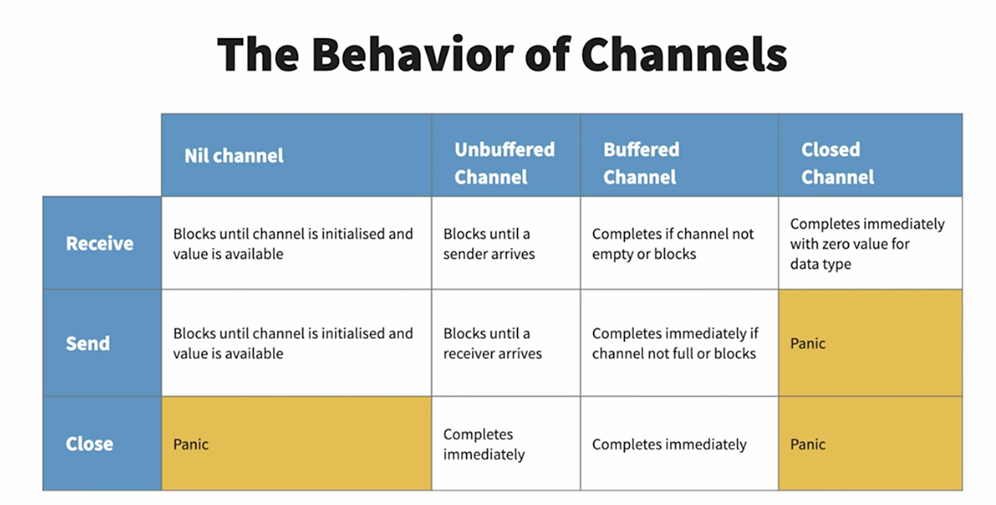 The Behavior of Channels
Nil channel
Unbuffered
Channel
Buffered
Channel
Closed
Channel
Receive
Blocks until channel is initialised and
value is available
Blocks until a
sender arrives
Completes if channel not
empty or blocks
Completes immediately
with zero value for
data type
Send
Blocks until channel is initialised and
value is available
Blocks until a
receiver arrives
Completes immediately if
channel not full or blocks
Panic
Close
Panic
Completes
immediately
Completes immediately
Panic